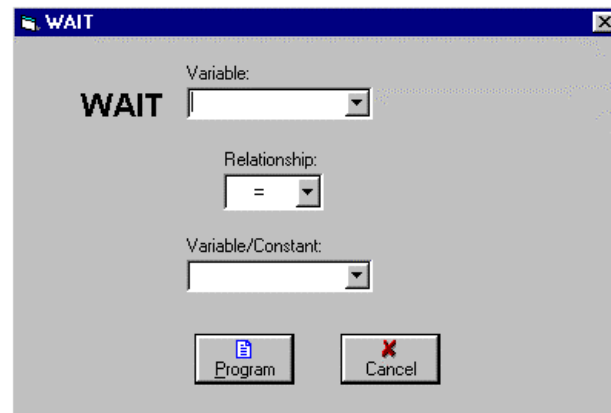 WAIT
Variable:
WAIT
Relationship:
=
Variable/Constant:
Program
Cancel